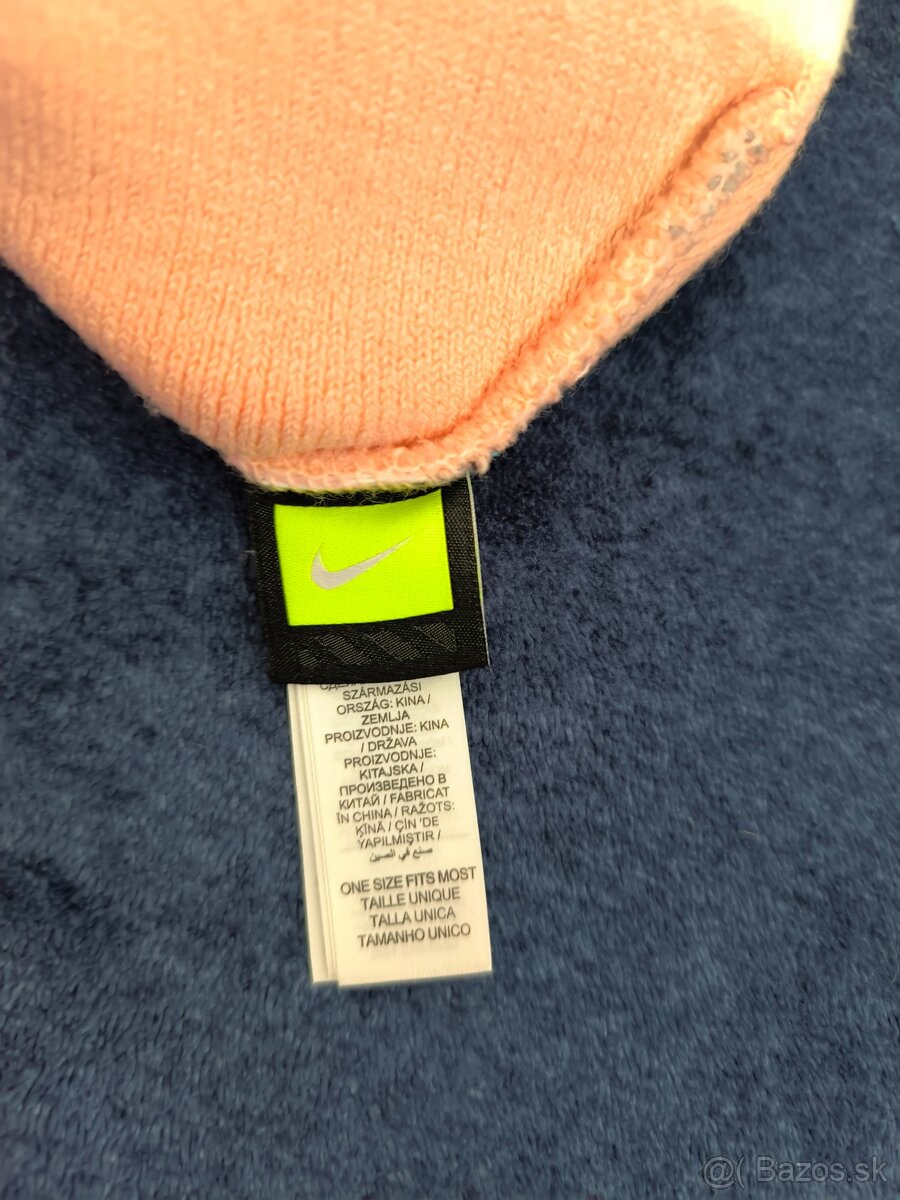 SZÁRMAZÁSI
ORSZÁG: KINA /
ZEMLJA
PROIZVODNJE: KINA
/ DRŽAVA
PROIZVODNJE:
KITAJSKA /
ПРОИЗВЕДЕНО В
КИТАЙ / FABRICAT
ÎN CHINA / RAŽOTS:
ĶĪNĀ / ÇİN 'DE
YAPILMIŞTIR /
صنع في الصين
ONE SIZE FITS MOST
TAILLE UNIQUE
TALLA UNICA
TAMANHO UNICO
@( Bazos.sk